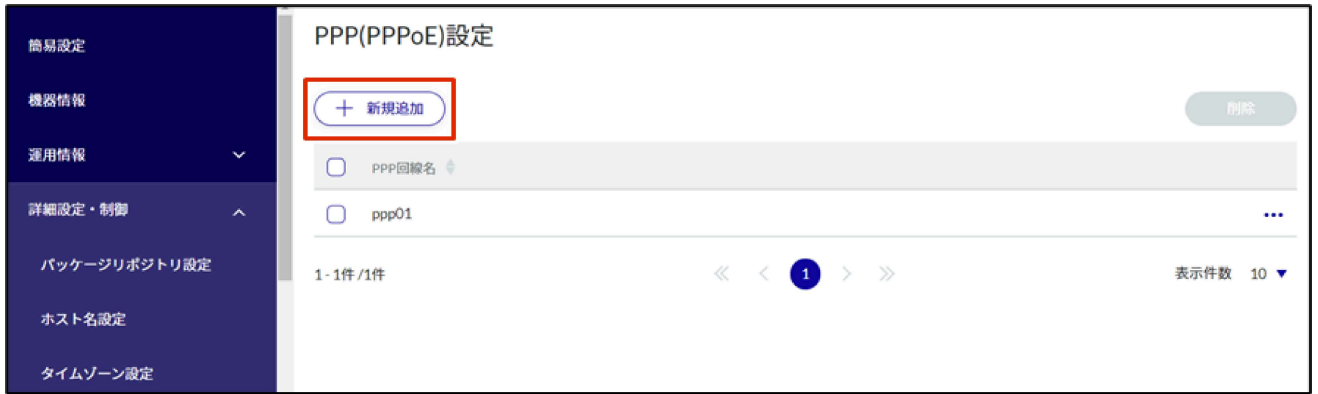 簡易設定
機器情報
運用情報
詳細設定・制御
パッケージリポジトリ設定
ホスト名設定
タイムゾーン設定
PPP(PPPoE)設定
＋ 新規追加
削除
PPP回線名
ppp01
•••
1 - 1件 /1件
≪ < 1 > ≫
表示件数 10 ▼